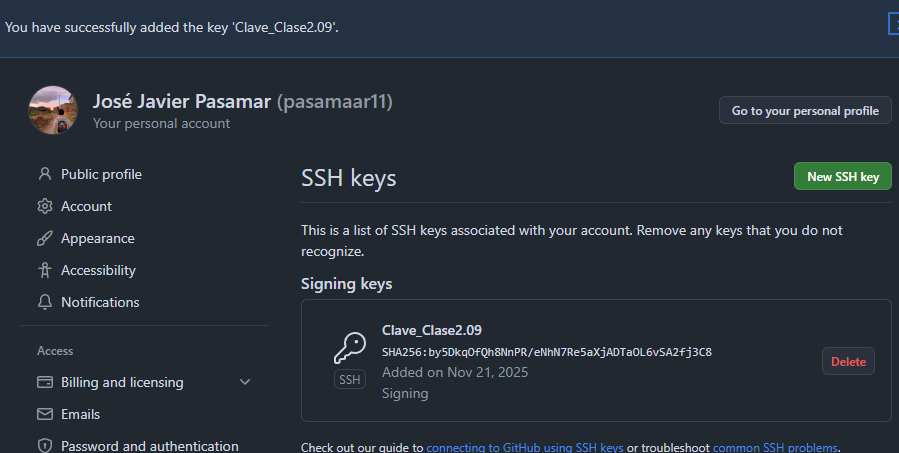 You have successfully added the key 'Clave_Clase2.09'.
José Javier Pasamar (pasamaar11)
Your personal account
Go to your personal profile
Public profile
Account
Appearance
Accessibility
Notifications
Access
Billing and licensing
Emails
Password and authentication
SSH keys
New SSH key
This is a list of SSH keys associated with your account. Remove any keys that you do not
recognize.
Signing keys
Clave_Clase2.09
SHA256:by5DkqOfQh8NnPR/eNhN7Re5aXjADTaOL6vSA2fj3C8
Added on Nov 21, 2025
Signing
SSH
Delete
Check out our guide to connecting to GitHub using SSH keys or troubleshoot common SSH problems.